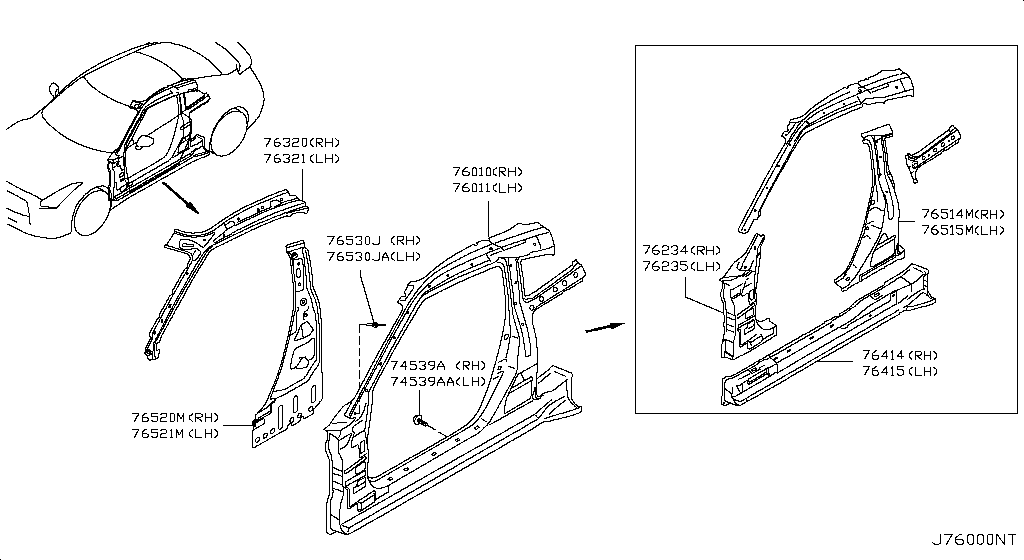 76320(RH)
76321(LH)
76010(RH)
76011(LH)
76530J (RH)
76530JA(LH)
74539A (RH)
74539AA(LH)
76520M(RH)
76521M(LH)
76514M(RH)
76515M(LH)
76234(RH)
76235(LH)
76414(RH)
76415(LH)
J76000NT